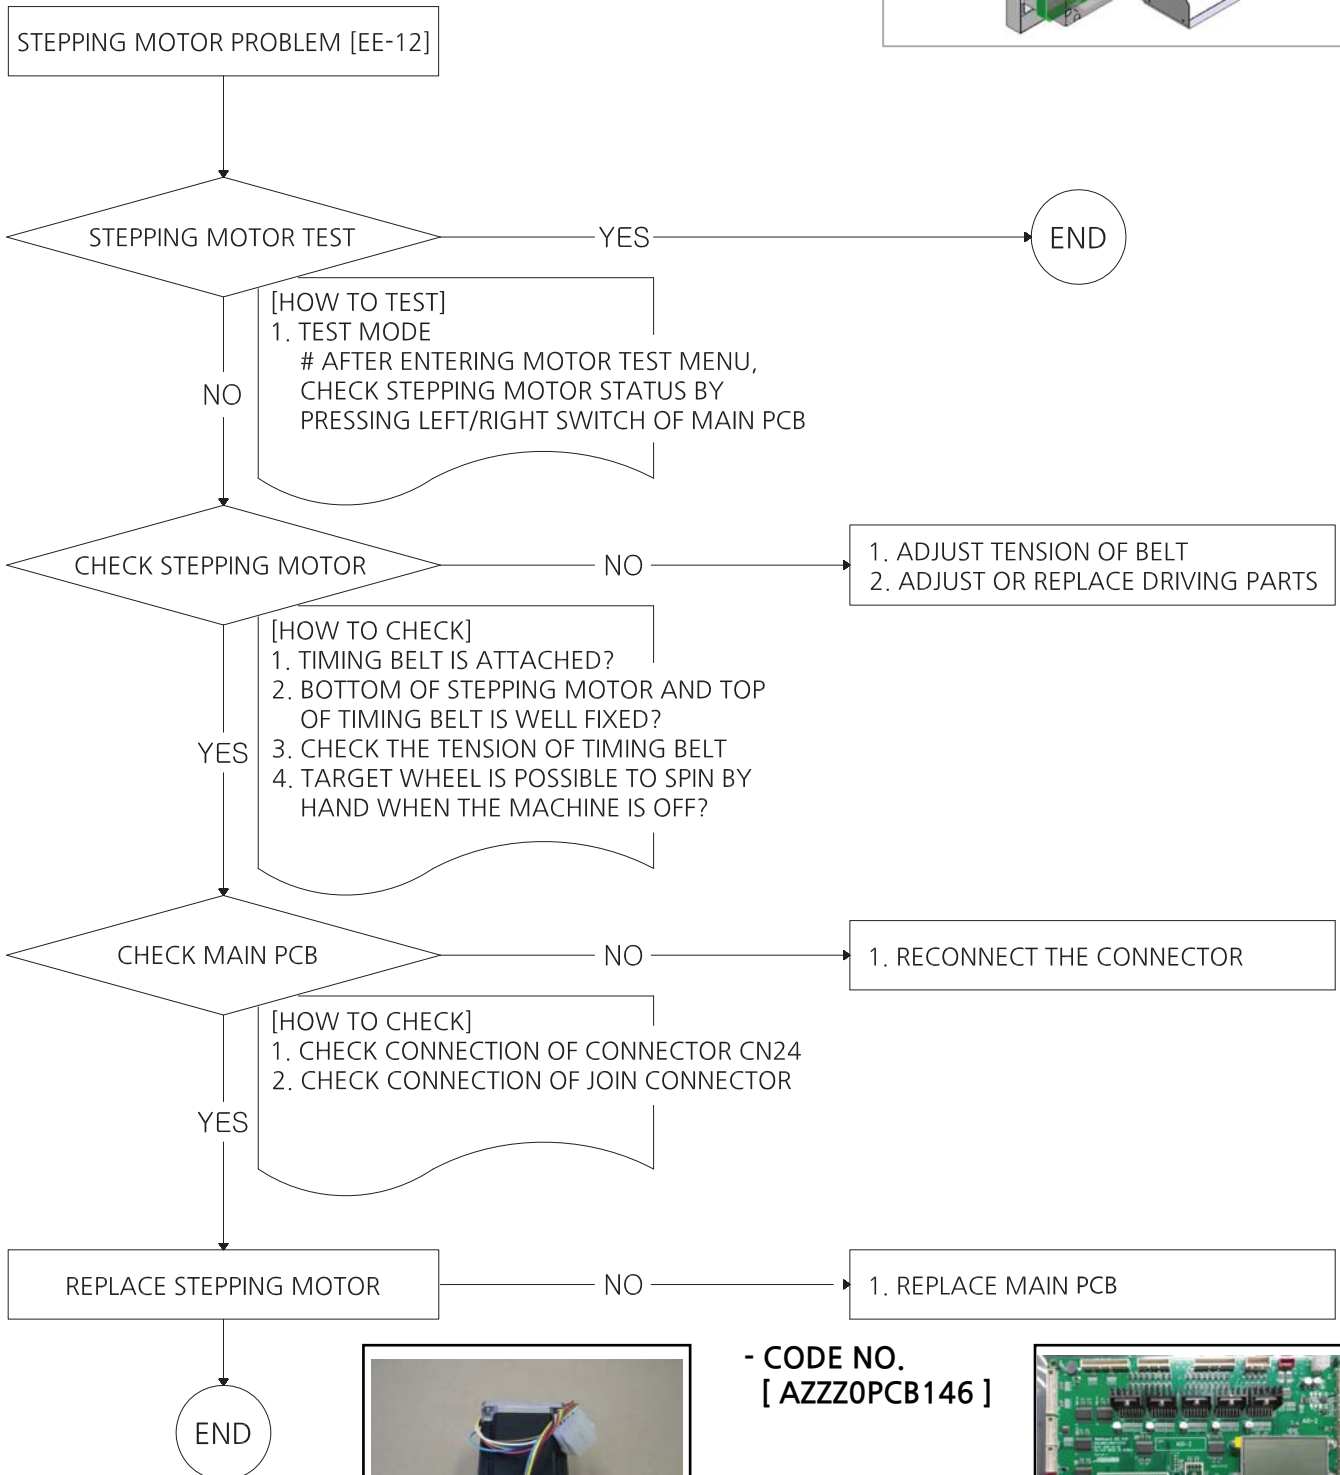 STEPPING MOTOR PROBLEM [EE-12]
STEPPING MOTOR TEST
YES
END
[HOW TO TEST]
1. TEST MODE
# AFTER ENTERING MOTOR TEST MENU,
CHECK STEPPING MOTOR STATUS BY
PRESSING LEFT/RIGHT SWITCH OF MAIN PCB
NO
CHECK STEPPING MOTOR
NO
1. ADJUST TENSION OF BELT
2. ADJUST OR REPLACE DRIVING PARTS
[HOW TO CHECK]
1. TIMING BELT IS ATTACHED?
2. BOTTOM OF STEPPING MOTOR AND TOP
OF TIMING BELT IS WELL FIXED?
3. CHECK THE TENSION OF TIMING BELT
4. TARGET WHEEL IS POSSIBLE TO SPIN BY
HAND WHEN THE MACHINE IS OFF?
YES
CHECK MAIN PCB
NO
1. RECONNECT THE CONNECTOR
[HOW TO CHECK]
1. CHECK CONNECTION OF CONNECTOR CN24
2. CHECK CONNECTION OF JOIN CONNECTOR
YES
REPLACE STEPPING MOTOR
NO
1. REPLACE MAIN PCB
END
- CODE NO.
[ AZZZ0PCB146 ]